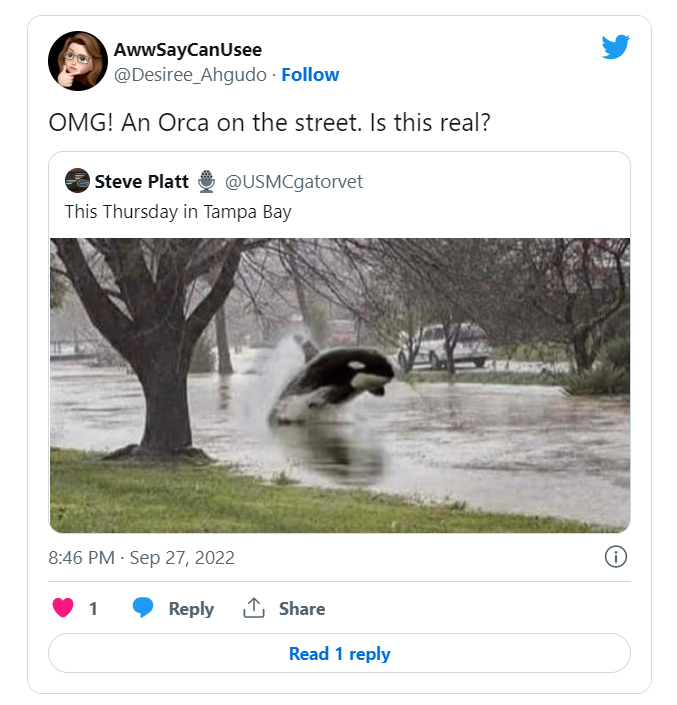 AwwSayCanUsee
@Desiree_Ahgudo · Follow
OMG! An Orca on the street. Is this real?
Steve Platt @USMCgatorvet
This Thursday in Tampa Bay
8:46 PM · Sep 27, 2022
1 Reply Share
Read 1 reply